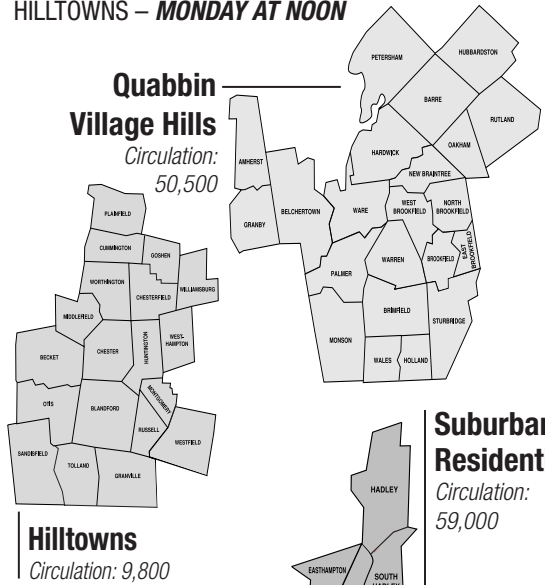 HILLTOWNS – MONDAY AT NOON
Quabbin
Village Hills
Circulation:
50,500
PETERSHAM
HUBBARDSTON
BARRE
RUTLAND
OAKHAM
HARDWICK
NEW BRAINTREE
AMHERST
GRANBY
BELCHERTOWN
WARE
WEST
BROOKFIELD
NORTH
BROOKFIELD
EAST
BROOKFIELD
BROOKFIELD
WARREN
PALMER
BRIMFIELD
STURBRIDGE
MONSON
WALES
HOLLAND
PLAINFIELD
CUMMINGTON
GOSHEN
WORTHINGTON
CHESTERFIELD
WILLIAMSBURG
MIDDLEFIELD
BECKET
CHESTER
HUNTINGTON
WEST-
HAMPTON
OTIS
BLANDFORD
MONTGOMERY
RUSSELL
WESTFIELD
SANDISFIELD
TOLLAND
GRANVILLE
Hilltowns
Circulation: 9,800
Suburban
Resident
Circulation:
59,000
HADLEY
EASTHAMPTON
SOUTH
HADLEY